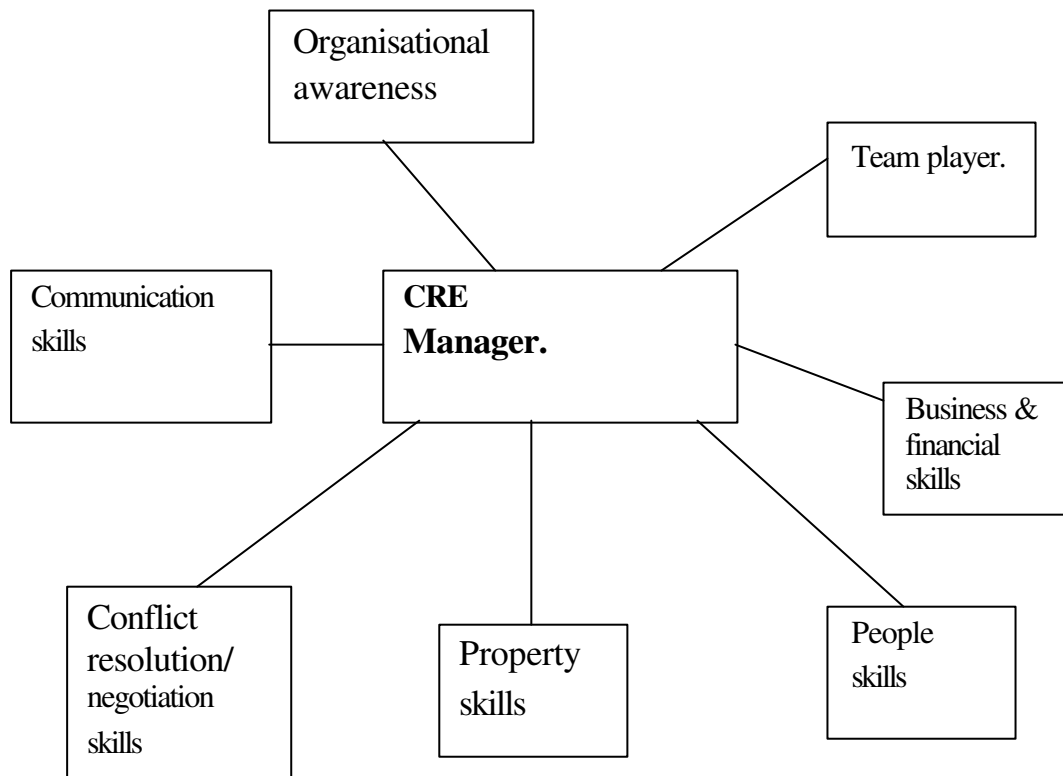 Organisational
awareness
Team player.
Communication
skills
CRE
Manager.
Business &
financial
skills
Conflict
resolution/
negotiation
skills
Property
skills
People
skills